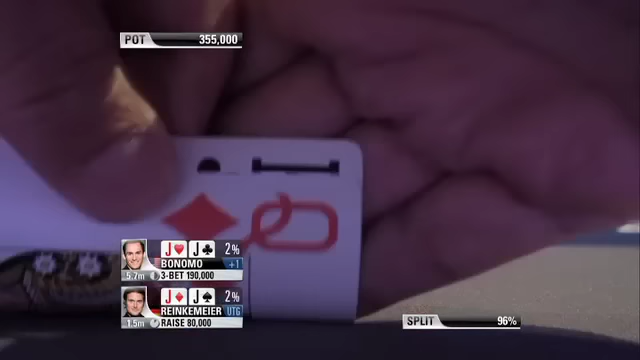 POT 355,000
J J 2%
BONOMO +1
5.7m 3-BET 190,000
J J 2%
REINKEMEIER UTG
1.5m RAISE 80,000
SPLIT 96%
Q